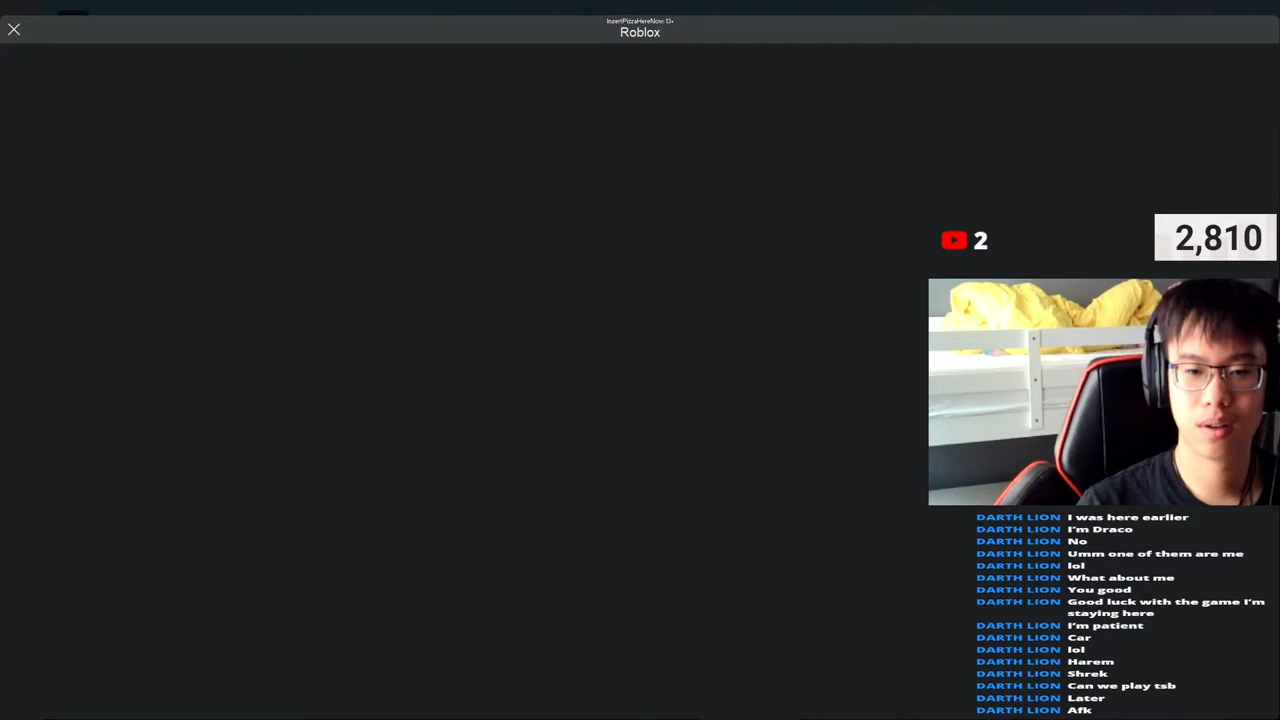 InsertPizzaHereNow: 13+
Roblox
2
2,810
DARTH LION I was here earlier
DARTH LION I'm Draco
DARTH LION No
DARTH LION Umm one of them are me
DARTH LION lol
DARTH LION What about me
DARTH LION You good
DARTH LION Good luck with the game I'm
staying here
DARTH LION I'm patient
DARTH LION Car
DARTH LION lol
DARTH LION Harem
DARTH LION Shrek
DARTH LION Can we play tsb
DARTH LION Later
DARTH LION Afk